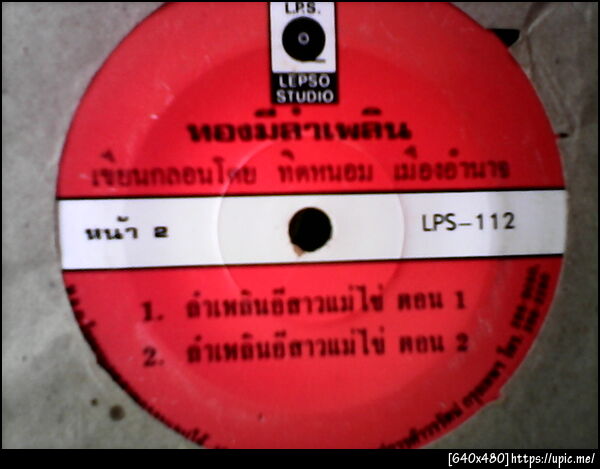 L.P.S.
LEPSO
STUDIO
ทองมีลำเพลิน
เขียนกลอนโดย ทิดหนอม เมืองอำนาจ
หน้า 2
LPS-112
1. ลำเพลินอีสาวแม่ไข่ ตอน 1
2. ลำเพลินอีสาวแม่ไข่ ตอน 2
[640x480]https://upic.me/